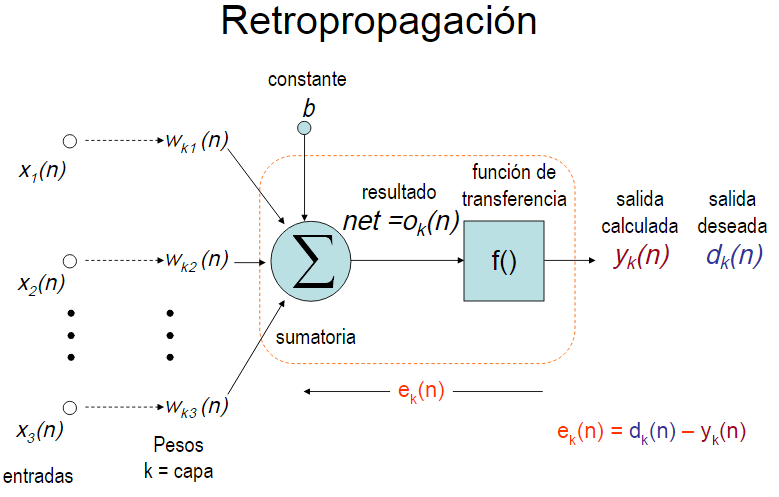 Retropropagación
constante
b
x1(n)
wk1 (n)
función de
transferencia
resultado
net =ok(n)
salida
calculada
yk(n)
salida
deseada
dk(n)
x2(n)
wk2 (n)
Σ
f()
sumatoria
x3(n)
wk3 (n)
ek(n)
ek(n) = dk(n) – yk(n)
entradas
Pesos
k = capa